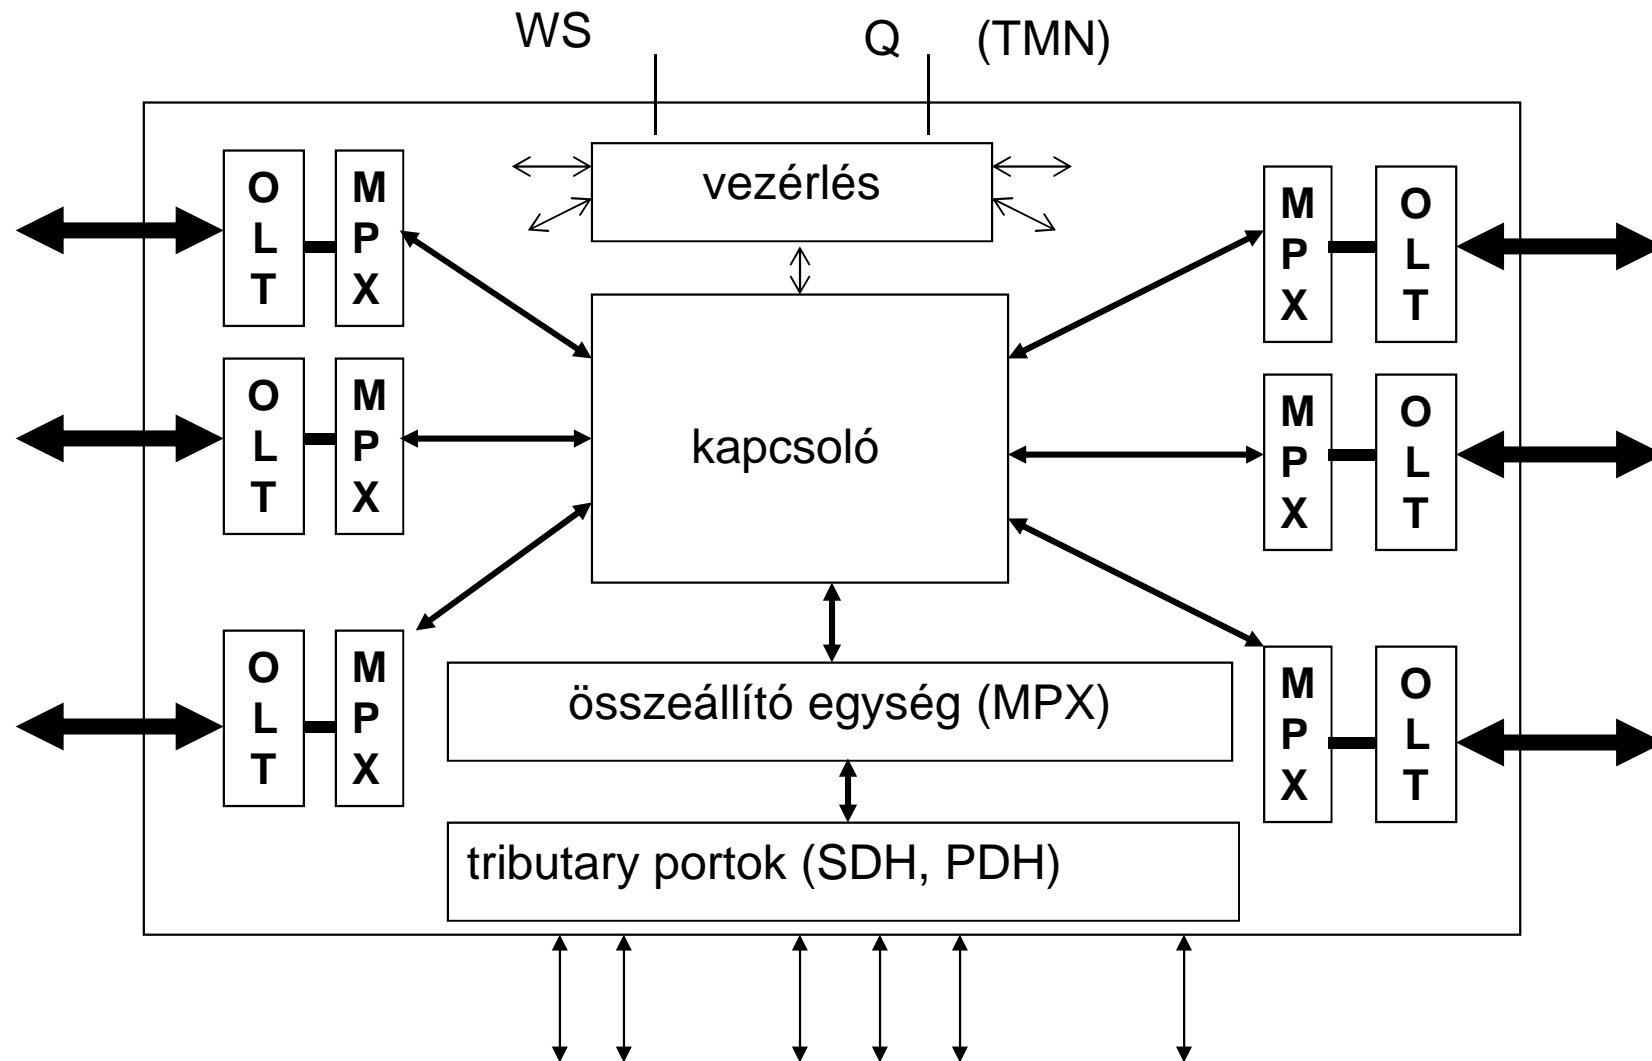 WS
Q (TMN)
vezérlés
O
L
T
M
P
X
M
P
X
O
L
T
O
L
T
M
P
X
kapcsoló
M
P
X
O
L
T
O
L
T
M
P
X
M
P
X
O
L
T
összeállító egység (MPX)
tributary portok (SDH, PDH)